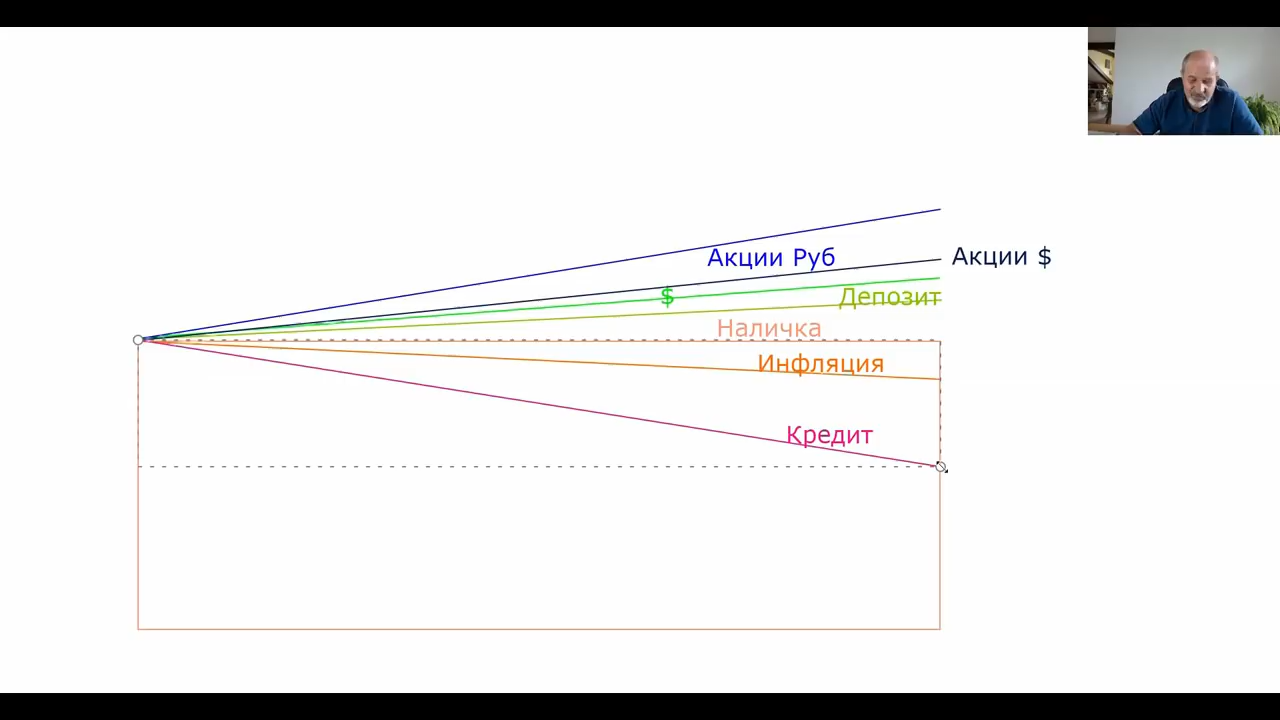 Акции Руб
Акции $
$
Депозит
Наличка
Инфляция
Кредит